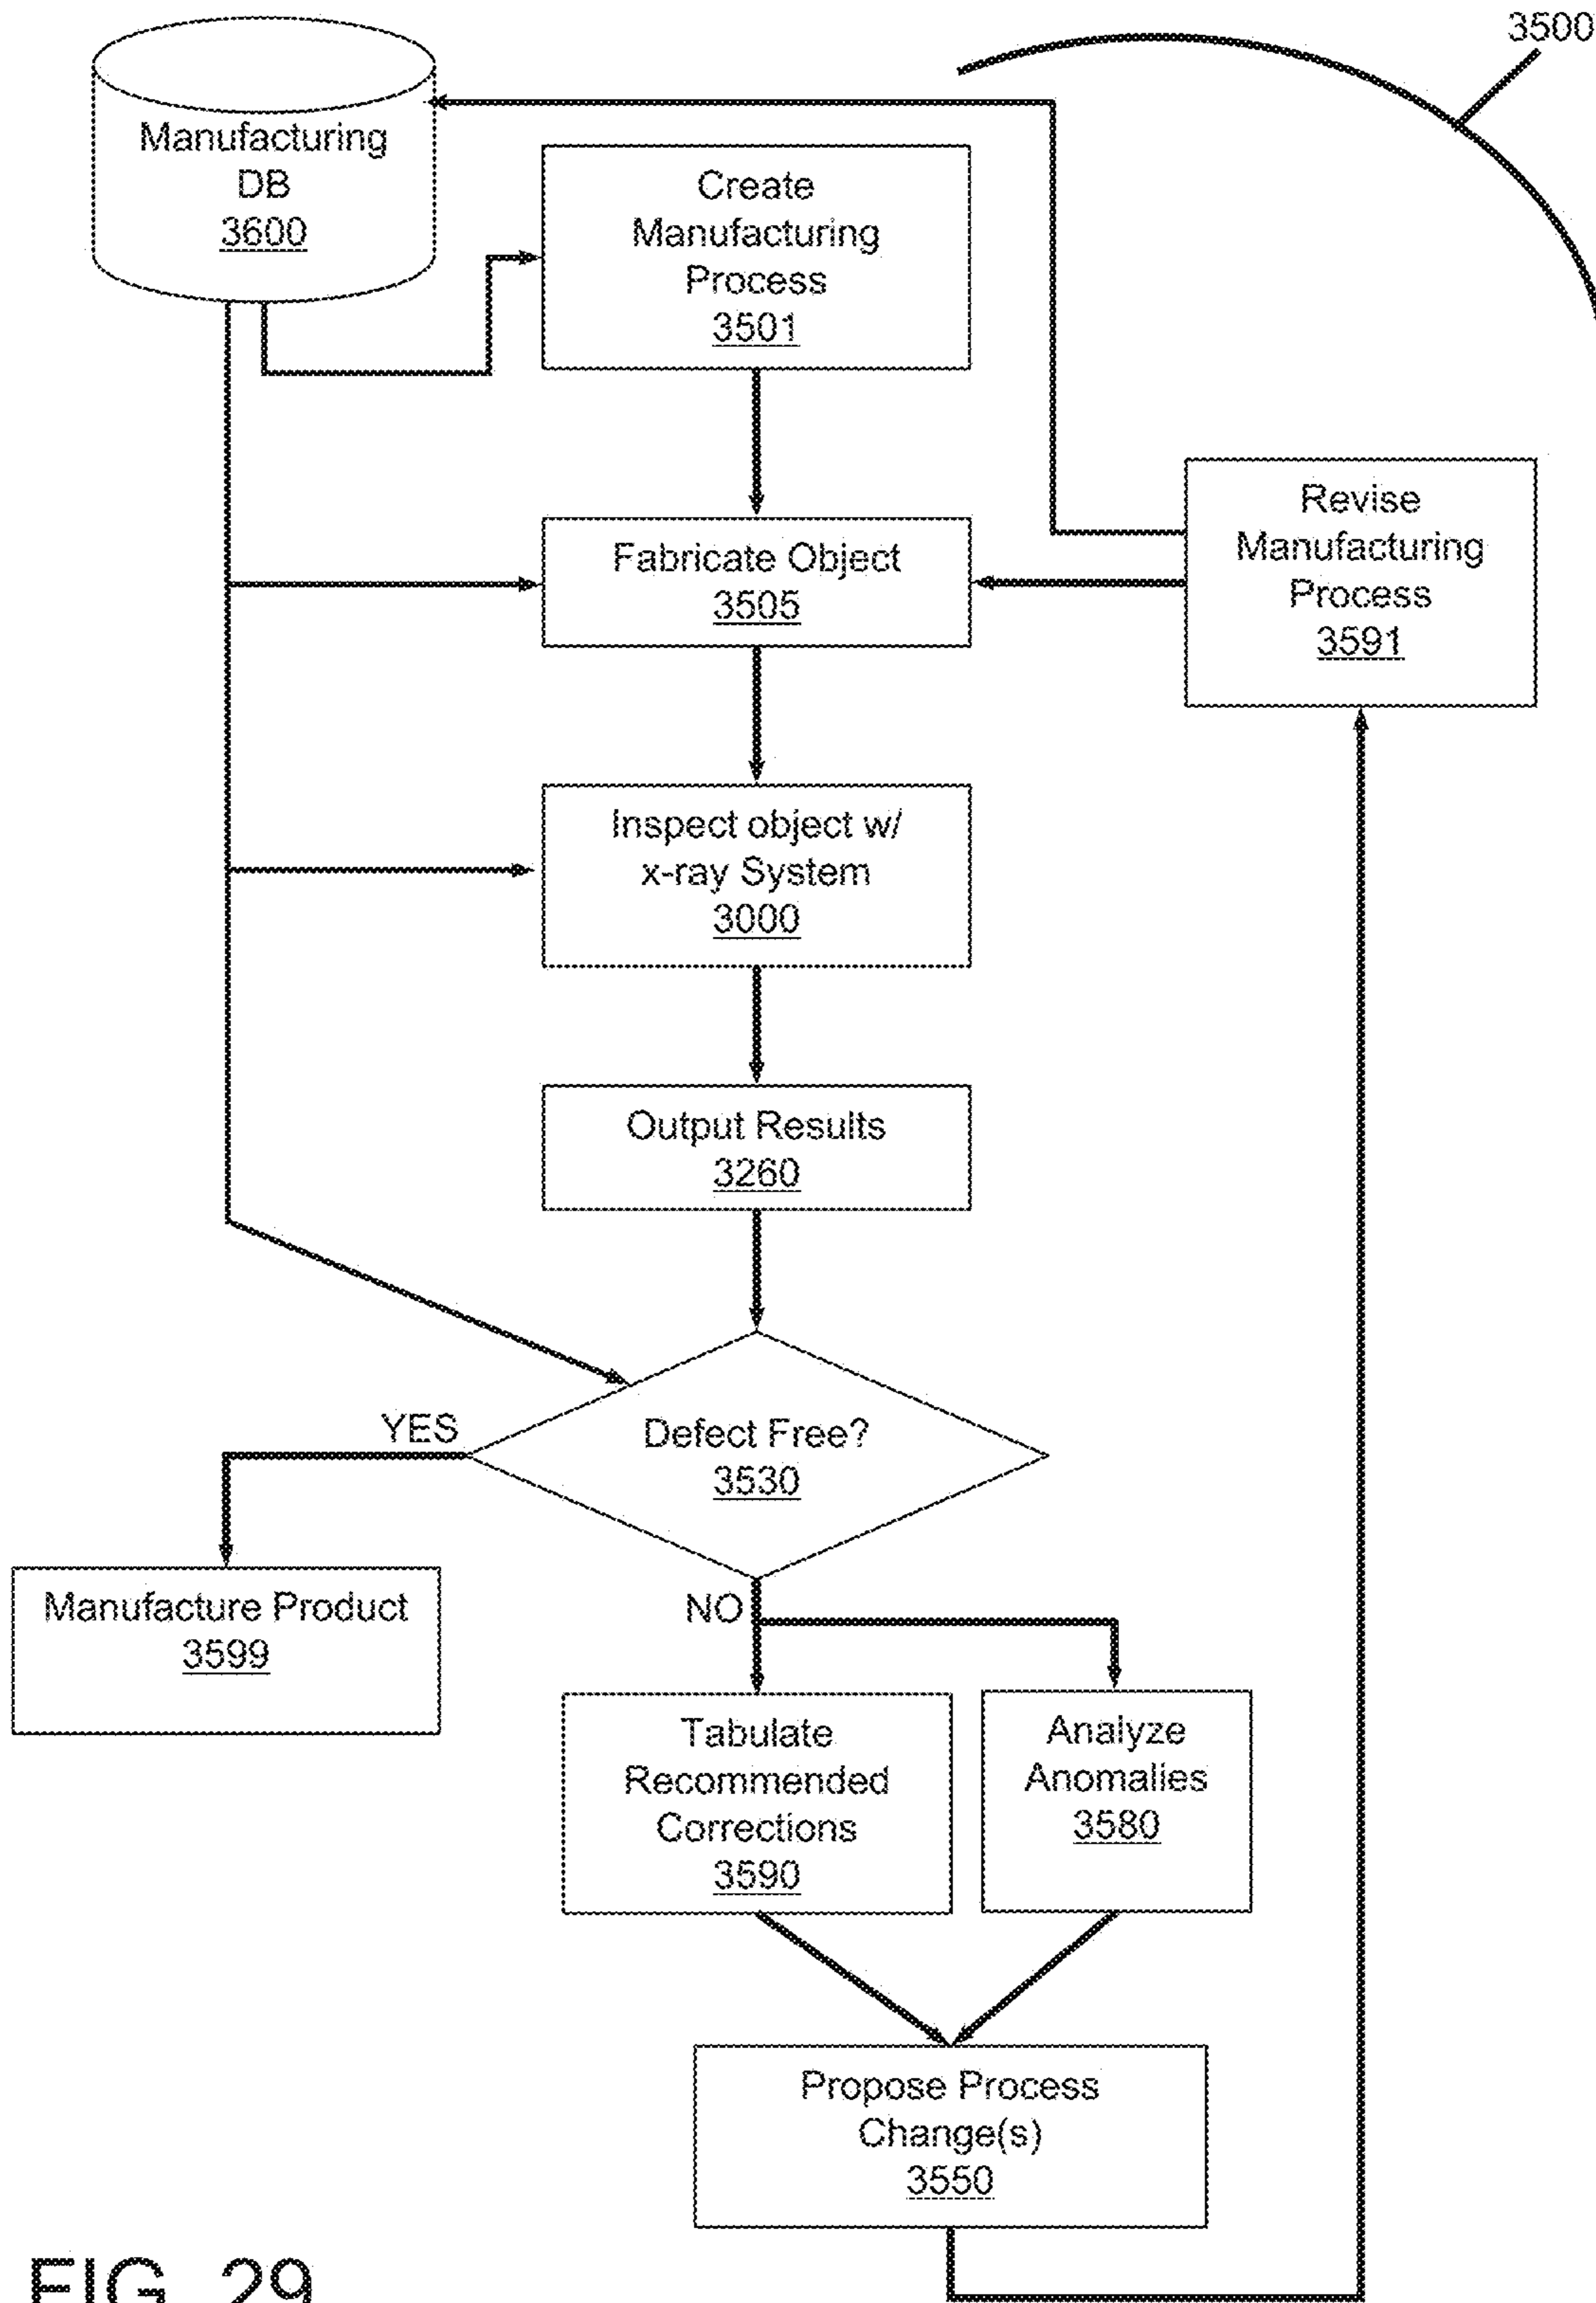 3500
Manufacturing
DB
3600
Create
Manufacturing
Process
3501
Revise
Manufacturing
Process
3591
Fabricate Object
3505
Inspect object w/
x-ray System
3000
Output Results
3260
Defect Free?
3530
YES
NO
Manufacture Product
3599
Tabulate
Recommended
Corrections
3590
Analyze
Anomalies
3580
Propose Process
Change(s)
3550
FIG. 29